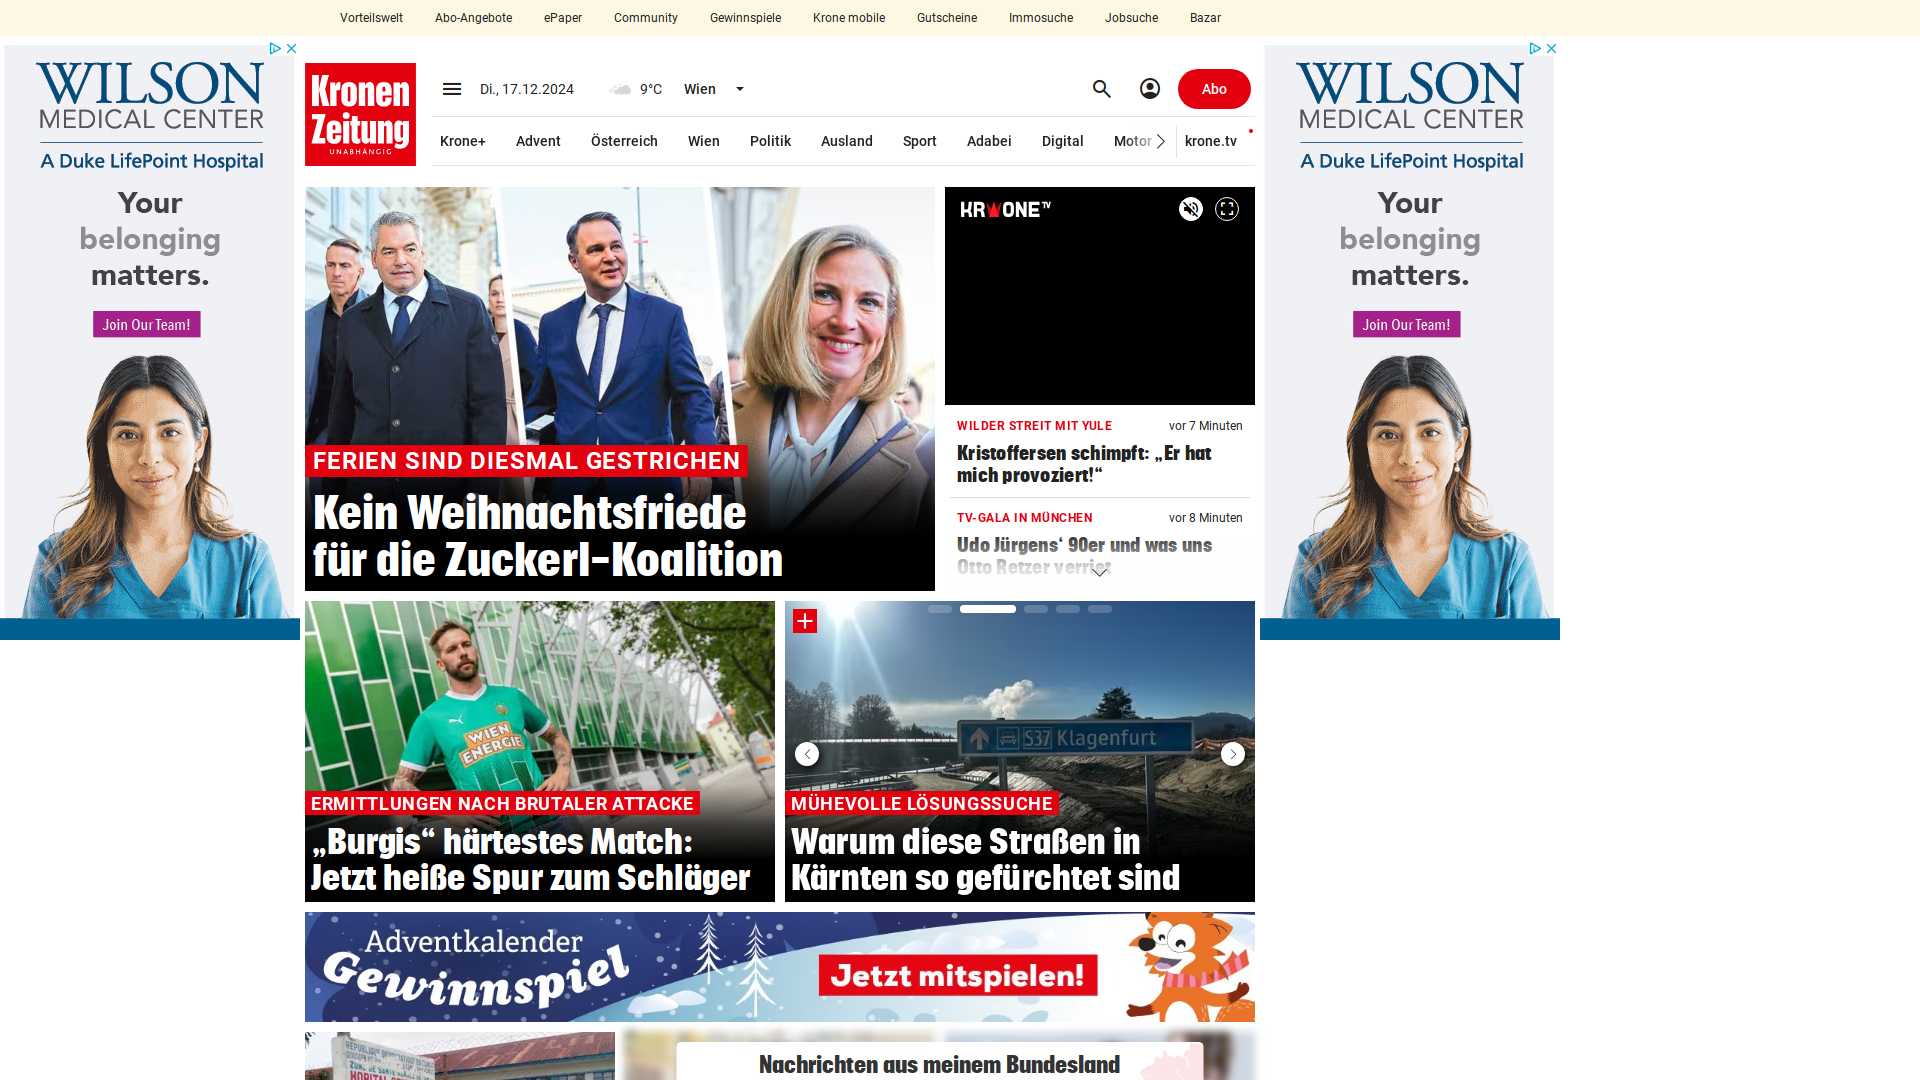 Vorteilswelt Abo-Angebote ePaper Community Gewinnspiele Krone mobile Gutscheine Immosuche Jobsuche Bazar
WILSON
MEDICAL CENTER
A Duke LifePoint Hospital
Your
belonging
matters.
Join Our Team!
Kronen
Zeitung
UNABHÄNGIG
Di., 17.12.2024 9°C Wien Abo
Krone+ Advent Österreich Wien Politik Ausland Sport Adabei Digital Motor krone.tv
FERIEN SIND DIESMAL GESTRICHEN
Kein Weihnachtsfriede
für die Zuckerl-Koalition
KRONE TV
WILDER STREIT MIT YULE vor 7 Minuten
Kristoffersen schimpft: „Er hat
mich provoziert!“
TV-GALA IN MÜNCHEN vor 8 Minuten
Udo Jürgens‘ 90er und was uns
Otto Retzer verriet
WILSON
MEDICAL CENTER
A Duke LifePoint Hospital
Your
belonging
matters.
Join Our Team!
WIEN
ENERGIE
ERMITTLUNGEN NACH BRUTALER ATTACKE
„Burgis“ härtestes Match:
Jetzt heiße Spur zum Schläger
S37 Klagenfurt
MÜHEVOLLE LÖSUNGSSUCHE
Warum diese Straßen in
Kärnten so gefürchtet sind
Adventkalender
Gewinnspiel
Jetzt mitspielen!
Nachrichten aus meinem Bundesland